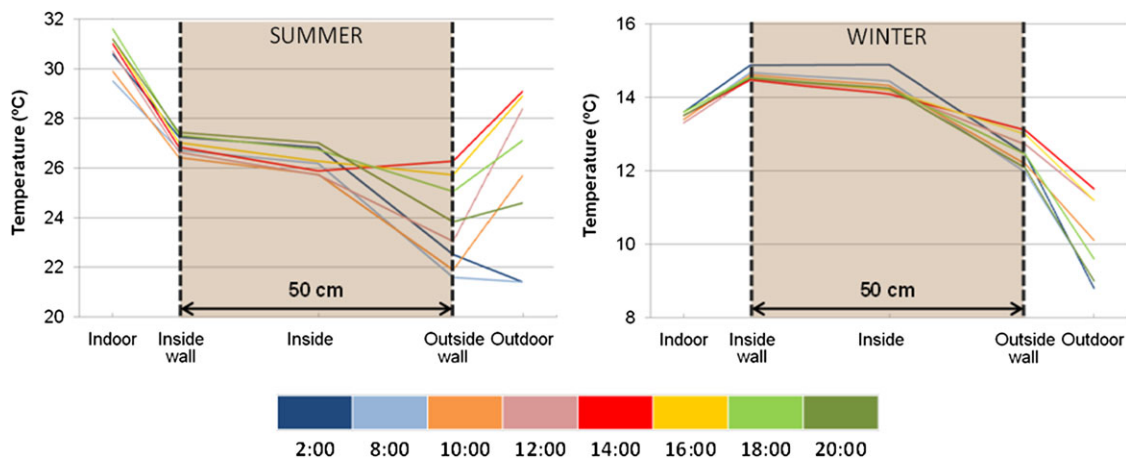 SUMMER
Temperature (ºC)
32
30
28
26
24
22
20
50 cm
Indoor
Inside
wall
Inside
Outside
wall
Outdoor
WINTER
Temperature (ºC)
16
14
12
10
8
50 cm
Indoor
Inside
wall
Inside
Outside
wall
Outdoor
2:00 8:00 10:00 12:00 14:00 16:00 18:00 20:00